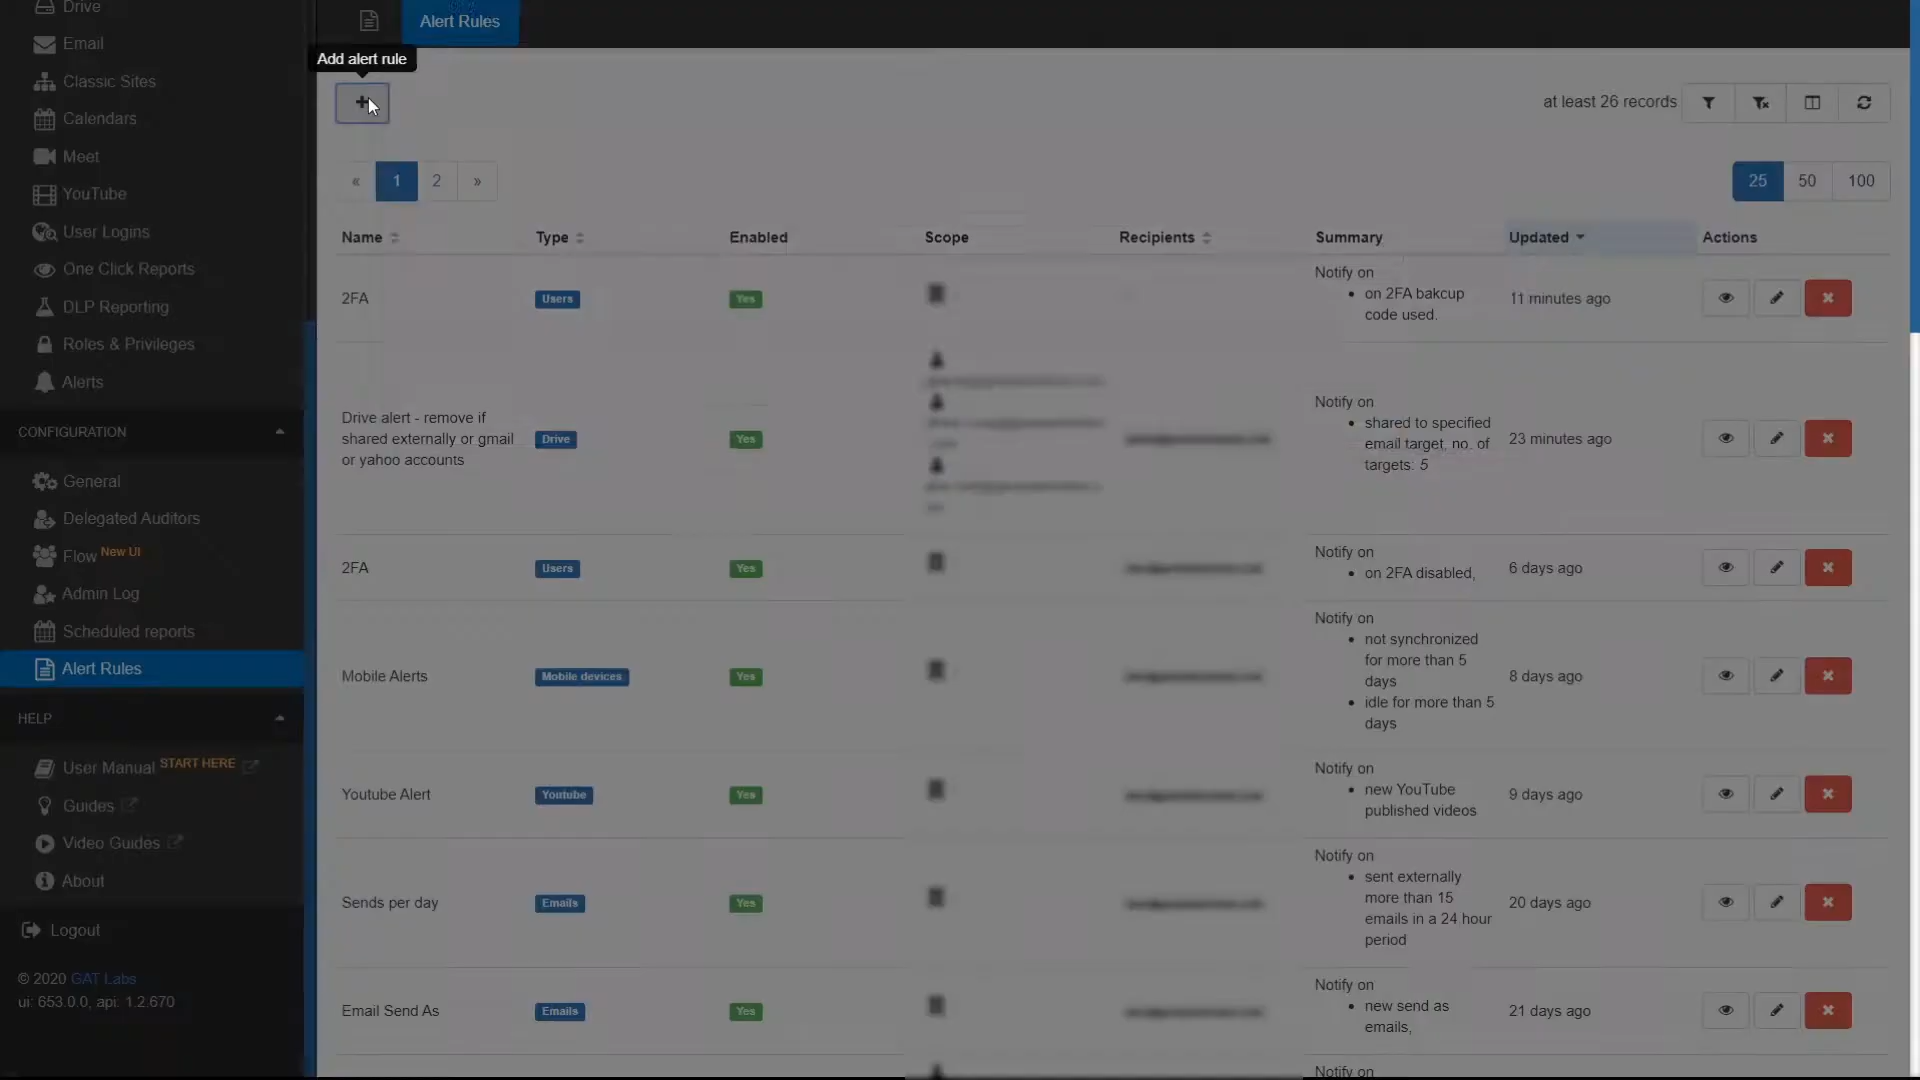 Drive
Email
Classic Sites
Calendars
Meet
YouTube
User Logins
One Click Reports
DLP Reporting
Roles & Privileges
Alerts
CONFIGURATION
General
Delegated Auditors
Flow New UI
Admin Log
Scheduled reports
Alert Rules
HELP
User Manual START HERE
Guides
Video Guides
About
Logout
© 2020 GAT Labs
ui: 653.0.0, api: 1.2.670
Alert Rules
Add alert rule
+
at least 26 records
« 1 2 »
25 50 100
Name Type Enabled Scope Recipients Summary Updated Actions
2FA Users Yes
Notify on
on 2FA bakcup
code used.
11 minutes ago
Drive alert - remove if
shared externally or gmail
or yahoo accounts
Drive Yes
Notify on
shared to specified
email target, no. of
targets: 5
23 minutes ago
2FA Users Yes
Notify on
on 2FA disabled,
6 days ago
Mobile Alerts Mobile devices Yes
Notify on
not synchronized
for more than 5
days
idle for more than 5
days
8 days ago
Youtube Alert Youtube Yes
Notify on
new YouTube
published videos
9 days ago
Sends per day Emails Yes
Notify on
sent externally
more than 15
emails in a 24 hour
period
20 days ago
Email Send As Emails Yes
Notify on
new send as
emails,
21 days ago
Notify on